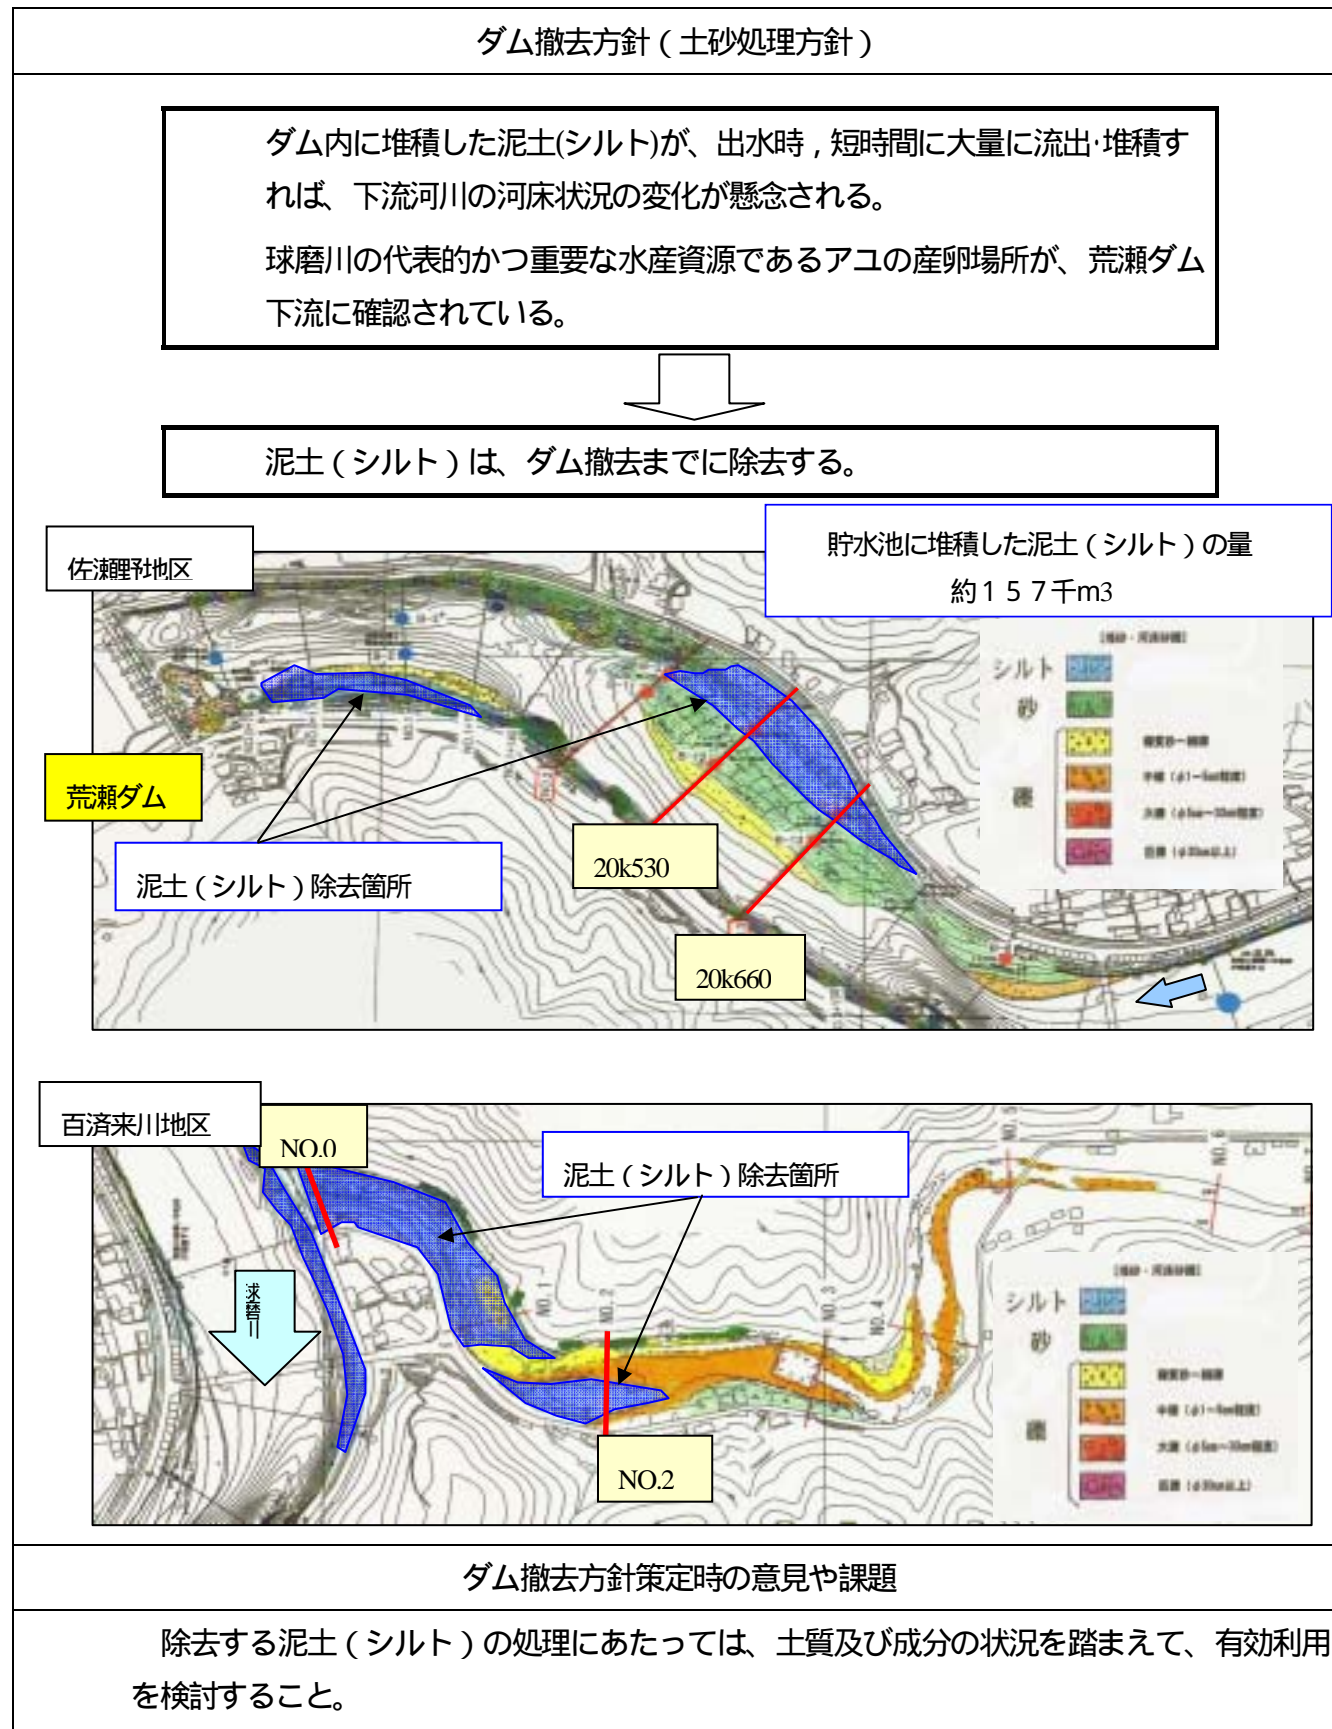 ダム撤去方針（土砂処理方針）
ダム内に堆積した泥土(シルト)が、出水時，短時間に大量に流出･堆積す
れば、下流河川の河床状況の変化が懸念される。
球磨川の代表的かつ重要な水産資源であるアユの産卵場所が、荒瀬ダム
下流に確認されている。
泥土（シルト）は、ダム撤去までに除去する。
佐瀬野地区
貯水池に堆積した泥土（シルト）の量
約１５７千m3
シルト
砂
礫
荒瀬ダム
泥土（シルト）除去箇所
20k530
20k660
百済来川地区
NO.0
泥土（シルト）除去箇所
球磨川
NO.1
NO.2
NO.3
NO.4
NO.5
NO.6
シルト
砂
礫
NO.2
ダム撤去方針策定時の意見や課題
除去する泥土（シルト）の処理にあたっては、土質及び成分の状況を踏まえて、有効利用
を検討すること。